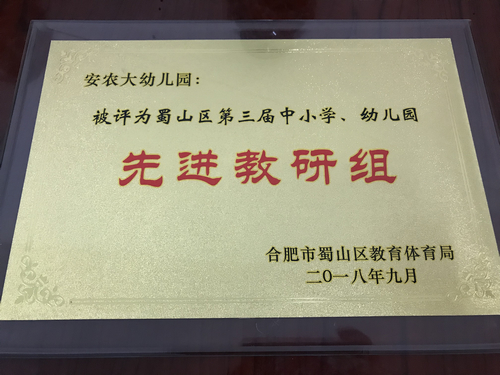 安农大幼儿园：
被评为蜀山区第三届中小学、幼儿园
先进教研组
合肥市蜀山区教育体育局
二〇一八年九月